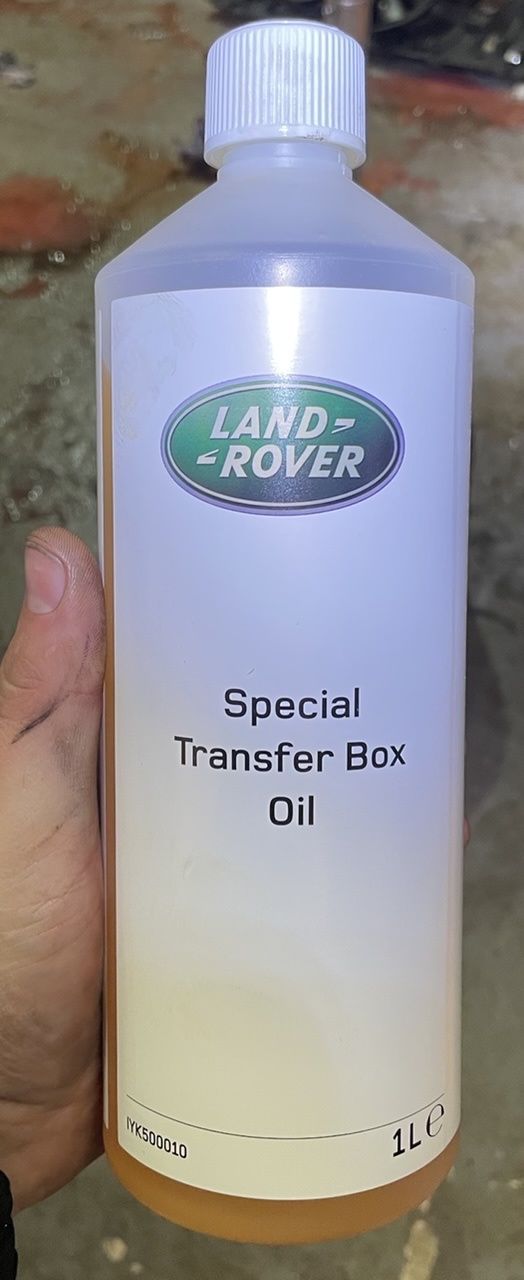 LAND
ROVER
Special
Transfer Box
Oil
IYK500010
1L℮